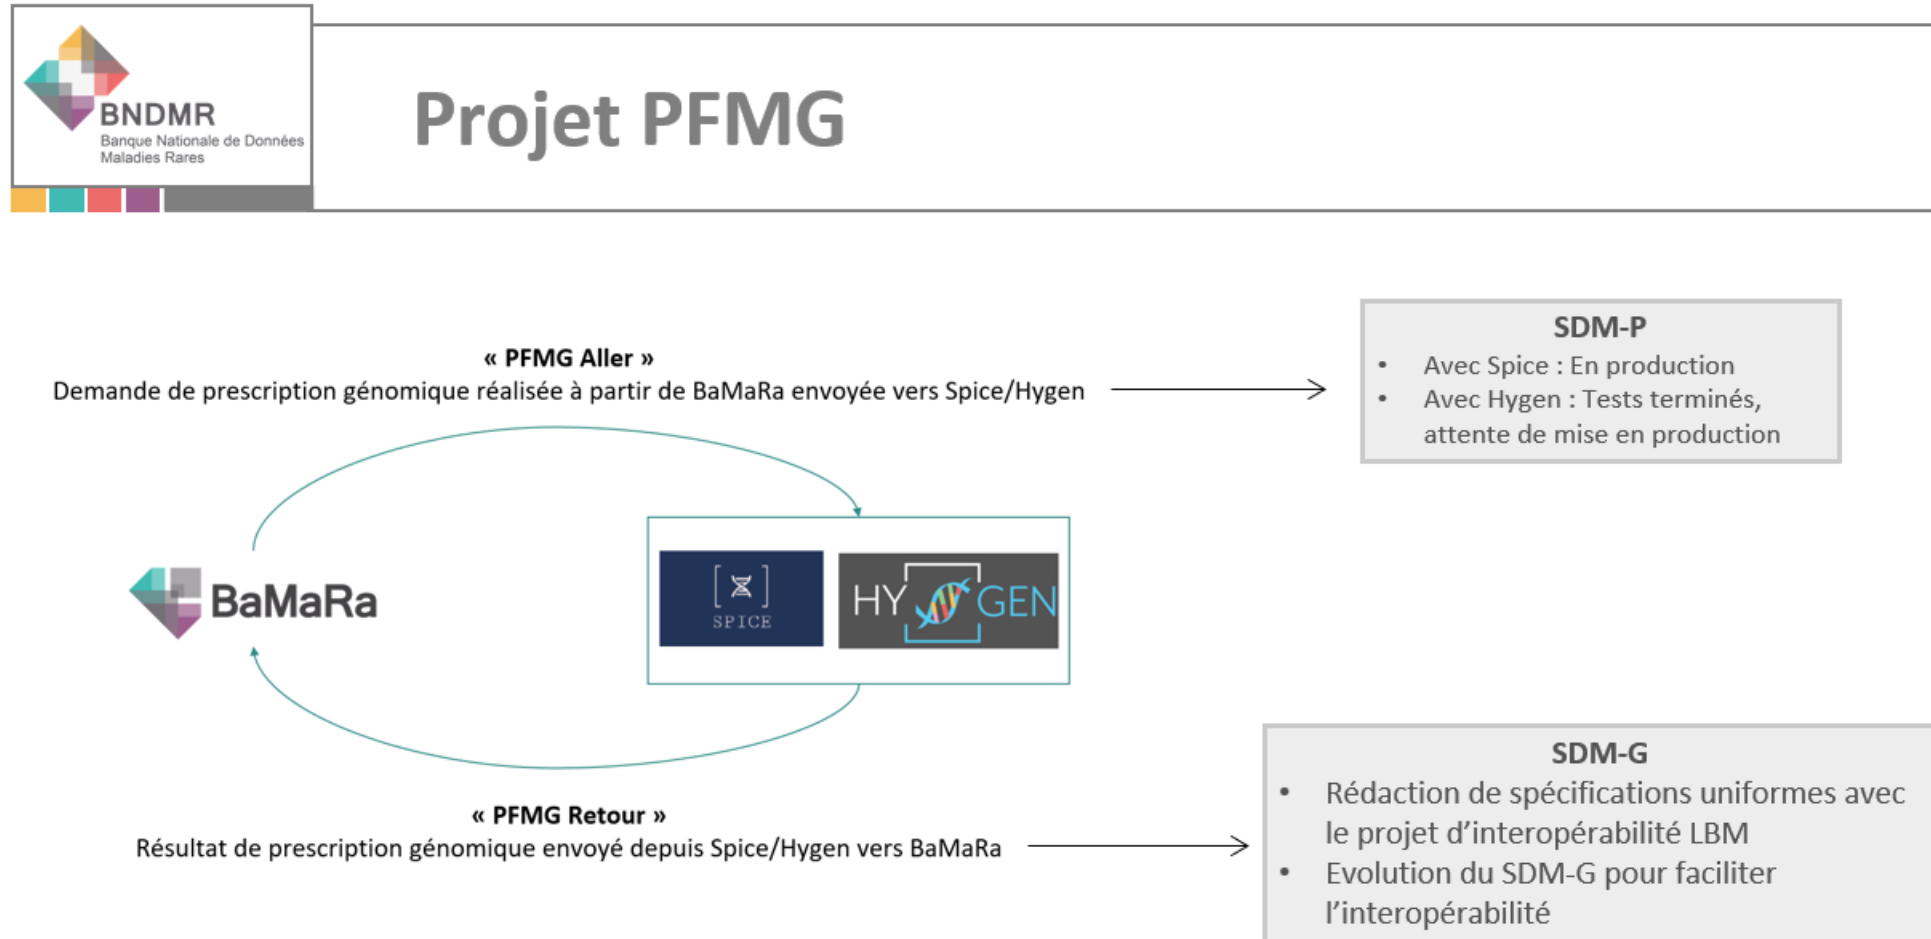 BNDMR
Banque Nationale de Données
Maladies Rares
Projet PFMG
« PFMG Aller »
Demande de prescription génomique réalisée à partir de BaMaRa envoyée vers Spice/Hygen
SDM-P
• Avec Spice : En production
• Avec Hygen : Tests terminés,
attente de mise en production
BaMaRa
SPICE
HY GEN
« PFMG Retour »
Résultat de prescription génomique envoyé depuis Spice/Hygen vers BaMaRa
SDM-G
• Rédaction de spécifications uniformes avec
le projet d'interopérabilité LBM
• Evolution du SDM-G pour faciliter
l'interopérabilité